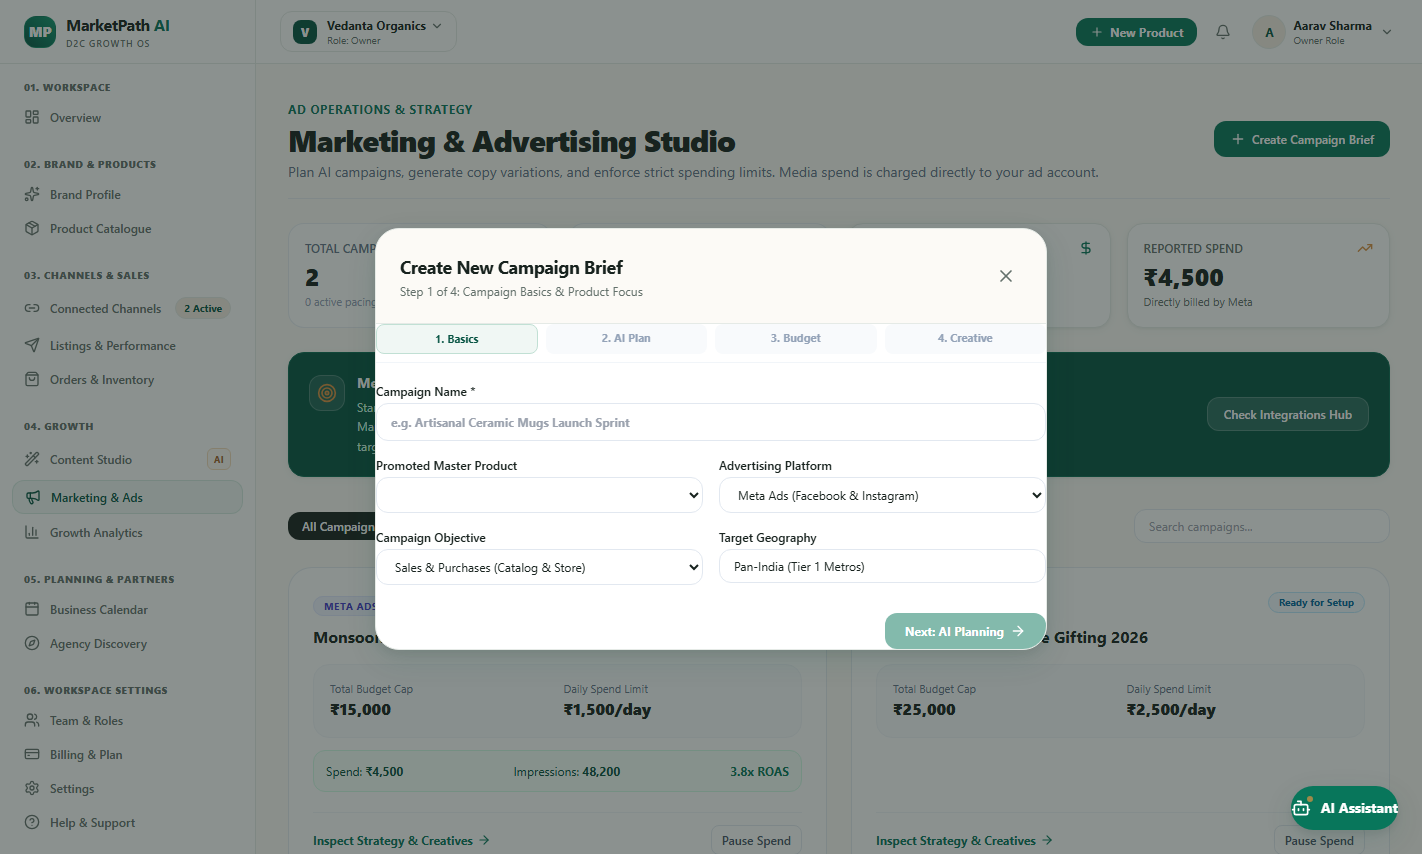 MP
MarketPath AI
D2C GROWTH OS
V
Vedanta Organics
Role: Owner
+ New Product
A
Aarav Sharma
Owner Role
01. WORKSPACE
Overview
02. BRAND & PRODUCTS
Brand Profile
Product Catalogue
03. CHANNELS & SALES
Connected Channels
2 Active
Listings & Performance
Orders & Inventory
04. GROWTH
Content Studio
AI
Marketing & Ads
Growth Analytics
05. PLANNING & PARTNERS
Business Calendar
Agency Discovery
06. WORKSPACE SETTINGS
Team & Roles
Billing & Plan
Settings
Help & Support
AD OPERATIONS & STRATEGY
Marketing & Advertising Studio
Plan AI campaigns, generate copy variations, and enforce strict spending limits. Media spend is charged directly to your ad account.
+ Create Campaign Brief
TOTAL CAMP
2
0 active pacing
$
REPORTED SPEND
₹4,500
Directly billed by Meta
Check Integrations Hub
All Campaign
Search campaigns...
Create New Campaign Brief
Step 1 of 4: Campaign Basics & Product Focus
1. Basics
2. AI Plan
3. Budget
4. Creative
Campaign Name *
e.g. Artisanal Ceramic Mugs Launch Sprint
Promoted Master Product
Advertising Platform
Meta Ads (Facebook & Instagram)
Campaign Objective
Target Geography
Sales & Purchases (Catalog & Store)
Pan-India (Tier 1 Metros)
Next: AI Planning →
META ADS
Monsoo
Total Budget Cap
₹15,000
Daily Spend Limit
₹1,500/day
Spend: ₹4,500
Impressions: 48,200
3.8x ROAS
Inspect Strategy & Creatives →
Pause Spend
Ready for Setup
e Gifting 2026
Total Budget Cap
₹25,000
Daily Spend Limit
₹2,500/day
Inspect Strategy & Creatives →
Pause Spend
AI Assistant